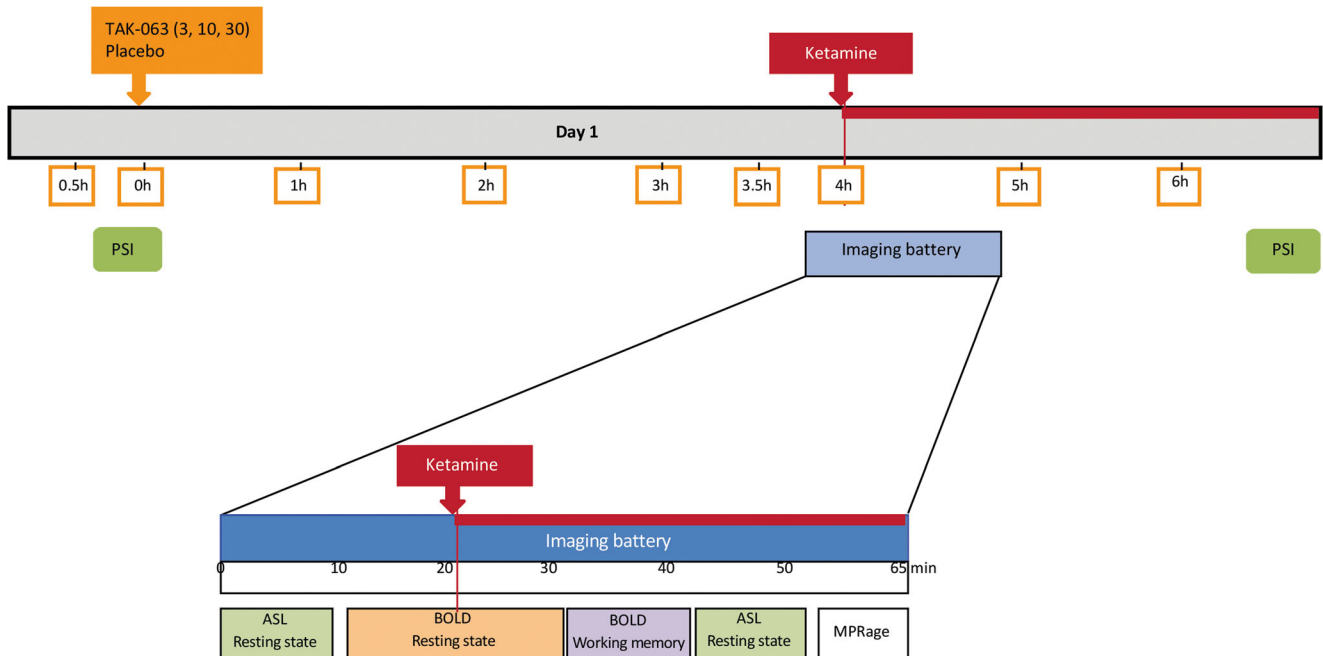 TAK-063 (3, 10, 30)
Placebo
Ketamine
Day 1
0.5h
0h
1h
2h
3h
3.5h
4h
5h
6h
PSI
Imaging battery
PSI
Ketamine
Imaging battery
0 10 20 30 40 50 65 min
ASL
Resting state
BOLD
Resting state
BOLD
Working memory
ASL
Resting state
MPRage